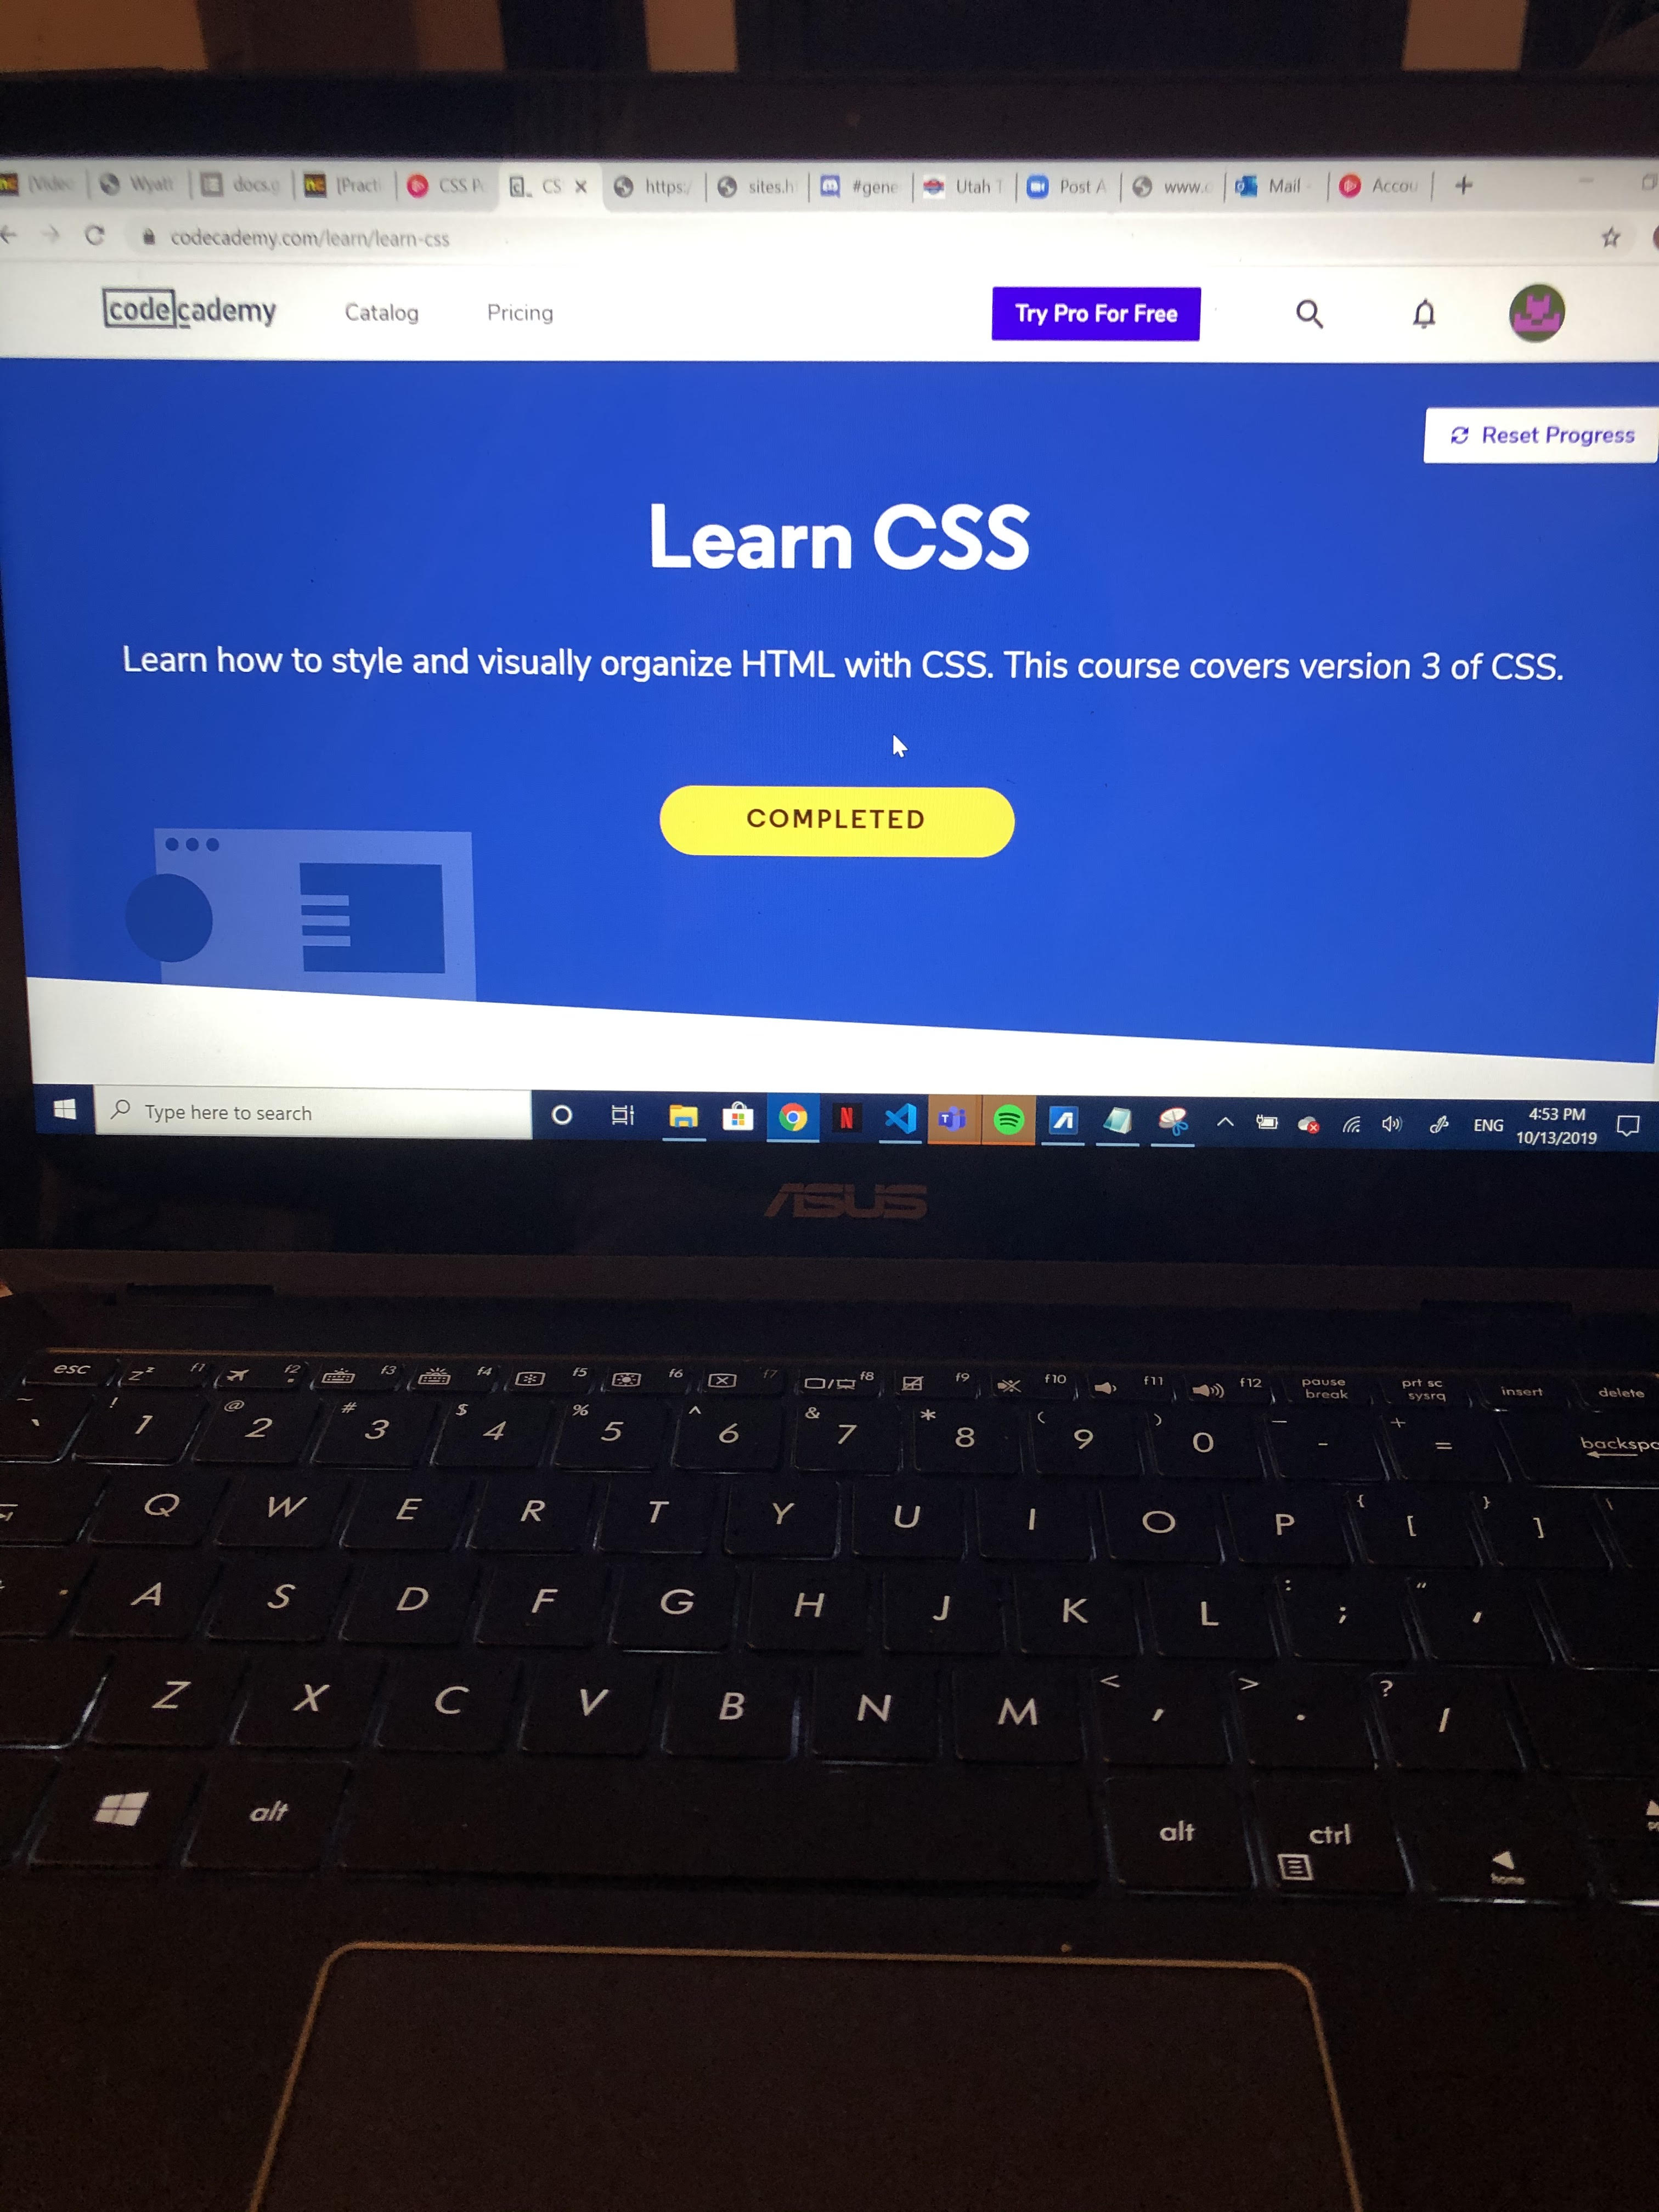 [Video Wyatt docs.g [Practi CSS P CS https:/ sites.h #gene Utah T Post A www.c Mail - Accou
codecademy.com/learn/learn-css
codecademy Catalog Pricing Try Pro For Free
Reset Progress
Learn CSS
Learn how to style and visually organize HTML with CSS. This course covers version 3 of CSS.
COMPLETED
Type here to search
ENG
4:53 PM
10/13/2019
ASUS
esc f1 f2 f3 f4 f5 f6 f7 f8 f9 f10 f11 f12 pause break prt sc sysrq insert delete
~ ! @ # $ % ^ & * ( ) _ +
` 1 2 3 4 5 6 7 8 9 0 - = backspc
Q W E R T Y U I O P { [ } ] \
A S D F G H J K L : ; " '
Z X C V B N M < , > . ? /
alt alt ctrl
home